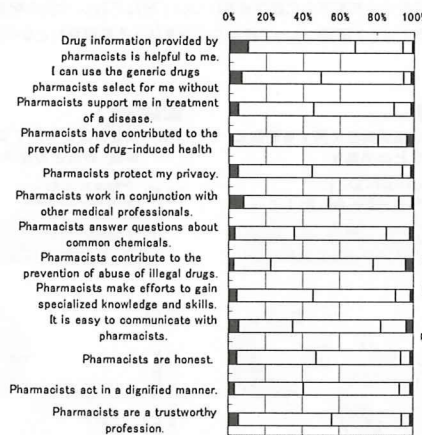 0% 20% 40% 60% 80% 100%
Drug information provided by
pharmacists is helpful to me.
I can use the generic drugs
pharmacists select for me without
Pharmacists support me in treatment
of a disease.
Pharmacists have contributed to the
prevention of drug-induced health
Pharmacists protect my privacy.
Pharmacists work in conjunction with
other medical professionals.
Pharmacists answer questions about
common chemicals.
Pharmacists contribute to the
prevention of abuse of illegal drugs.
Pharmacists make efforts to gain
specialized knowledge and skills.
It is easy to communicate with
pharmacists.
Pharmacists are honest.
Pharmacists act in a dignified manner.
Pharmacists are a trustworthy
profession.